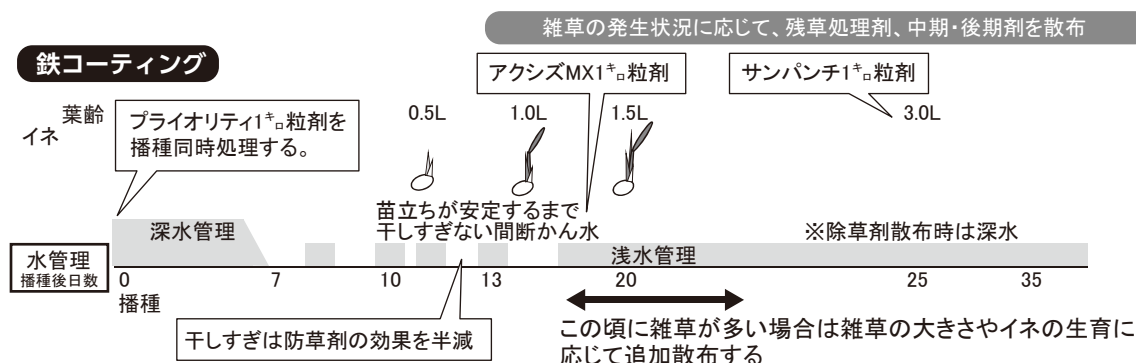 雑草の発生状況に応じて、残草処理剤、中期・後期剤を散布
鉄コーティング
アクシズMX1㌔粒剤
サンパンチ1㌔粒剤
イネ
葉齢
プライオリティ1㌔粒剤を
播種同時処理する。
0.5L
1.0L
1.5L
3.0L
苗立ちが安定するまで
干しすぎない間断かん水
深水管理
浅水管理
※除草剤散布時は深水
水管理
播種後日数
0
7
10
13
20
25
35
播種
干しすぎは防草剤の効果を半減
この頃に雑草が多い場合は雑草の大きさやイネの生育に
応じて追加散布する